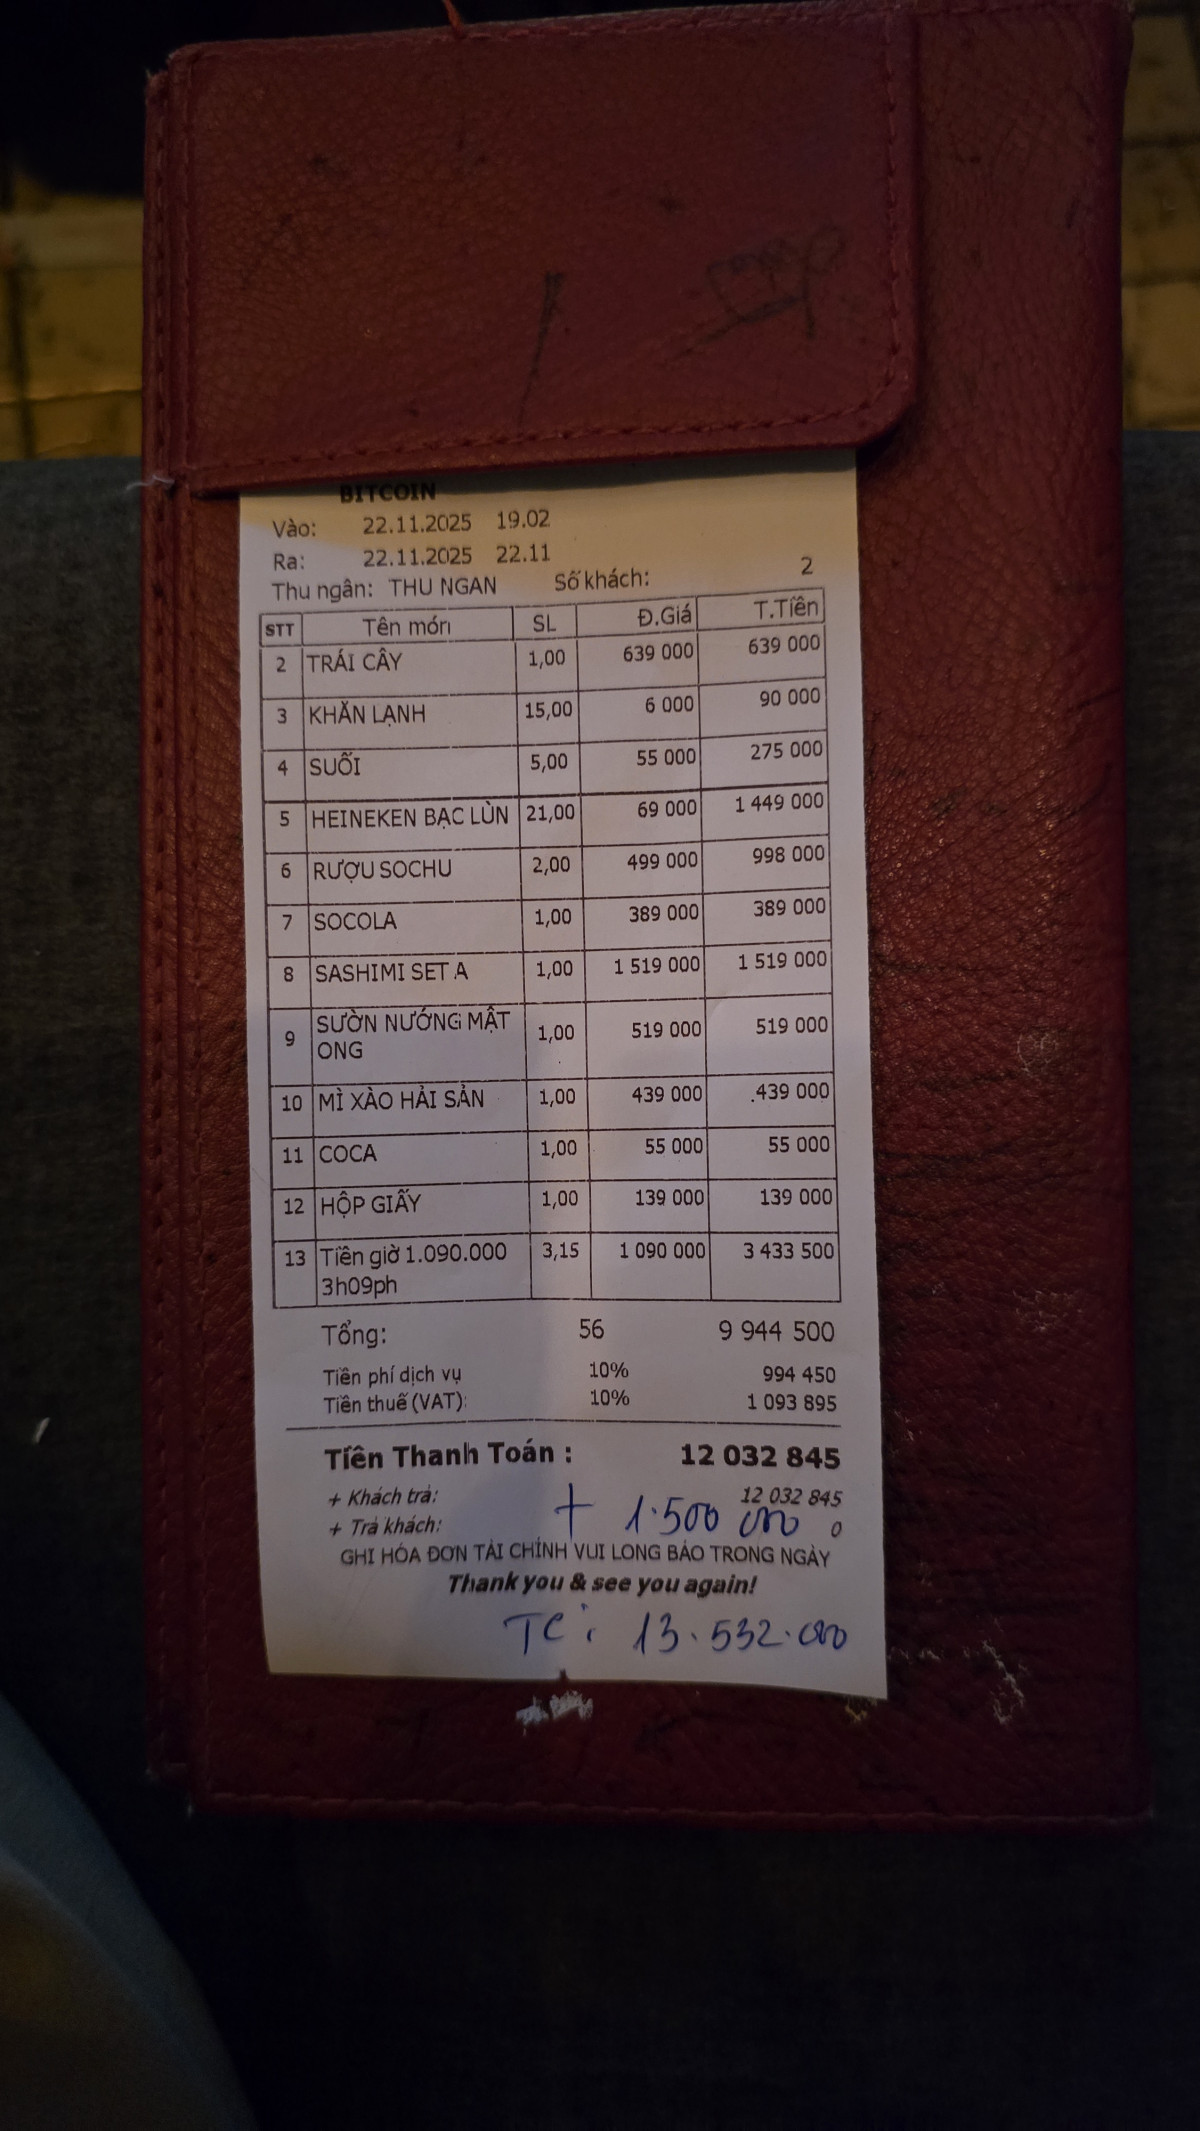 BITCOIN
Vào: 22.11.2025 19.02
Ra: 22.11.2025 22.11
Thu ngân: THU NGAN Số khách: 2
STT Tên món SL Đ.Giá T.Tiền
2 TRÁI CÂY 1,00 639 000 639 000
3 KHĂN LẠNH 15,00 6 000 90 000
4 SUỐI 5,00 55 000 275 000
5 HEINEKEN BẠC LÙN 21,00 69 000 1 449 000
6 RƯỢU SOCHU 2,00 499 000 998 000
7 SOCOLA 1,00 389 000 389 000
8 SASHIMI SET A 1,00 1 519 000 1 519 000
9 SƯỜN NƯỚNG MẬT 1,00 519 000 519 000
ONG
10 MÌ XÀO HẢI SẢN 1,00 439 000 439 000
11 COCA 1,00 55 000 55 000
12 HỘP GIẤY 1,00 139 000 139 000
13 Tiền giờ 1.090.000 3,15 1 090 000 3 433 500
3h09ph
Tổng: 56 9 944 500
Tiền phí dịch vụ 10% 994 450
Tiền thuế (VAT): 10% 1 093 895
Tiền Thanh Toán : 12 032 845
+ Khách trả: 12 032 845
+ 1.500 000
+ Trả khách: 0
GHI HÓA ĐƠN TÀI CHÍNH VUI LONG BÁO TRONG NGÀY
Thank you & see you again!
TC: 13.532.000